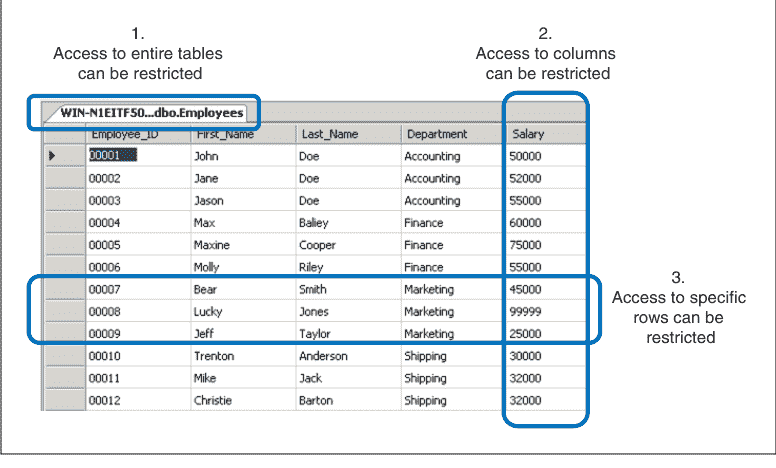 1.
Access to entire tables
can be restricted
2.
Access to columns
can be restricted
WIN-N1EITF50...dbo.Employees
Employee_ID First_Name Last_Name Department Salary
00001 John Doe Accounting 50000
00002 Jane Doe Accounting 52000
00003 Jason Doe Accounting 55000
00004 Max Baliey Finance 60000
00005 Maxine Cooper Finance 75000
00006 Molly Riley Finance 55000
00007 Bear Smith Marketing 45000
00008 Lucky Jones Marketing 99999
00009 Jeff Taylor Marketing 25000
00010 Trenton Anderson Shipping 30000
00011 Mike Jack Shipping 32000
00012 Christie Barton Shipping 32000
3.
Access to specific
rows can be
restricted